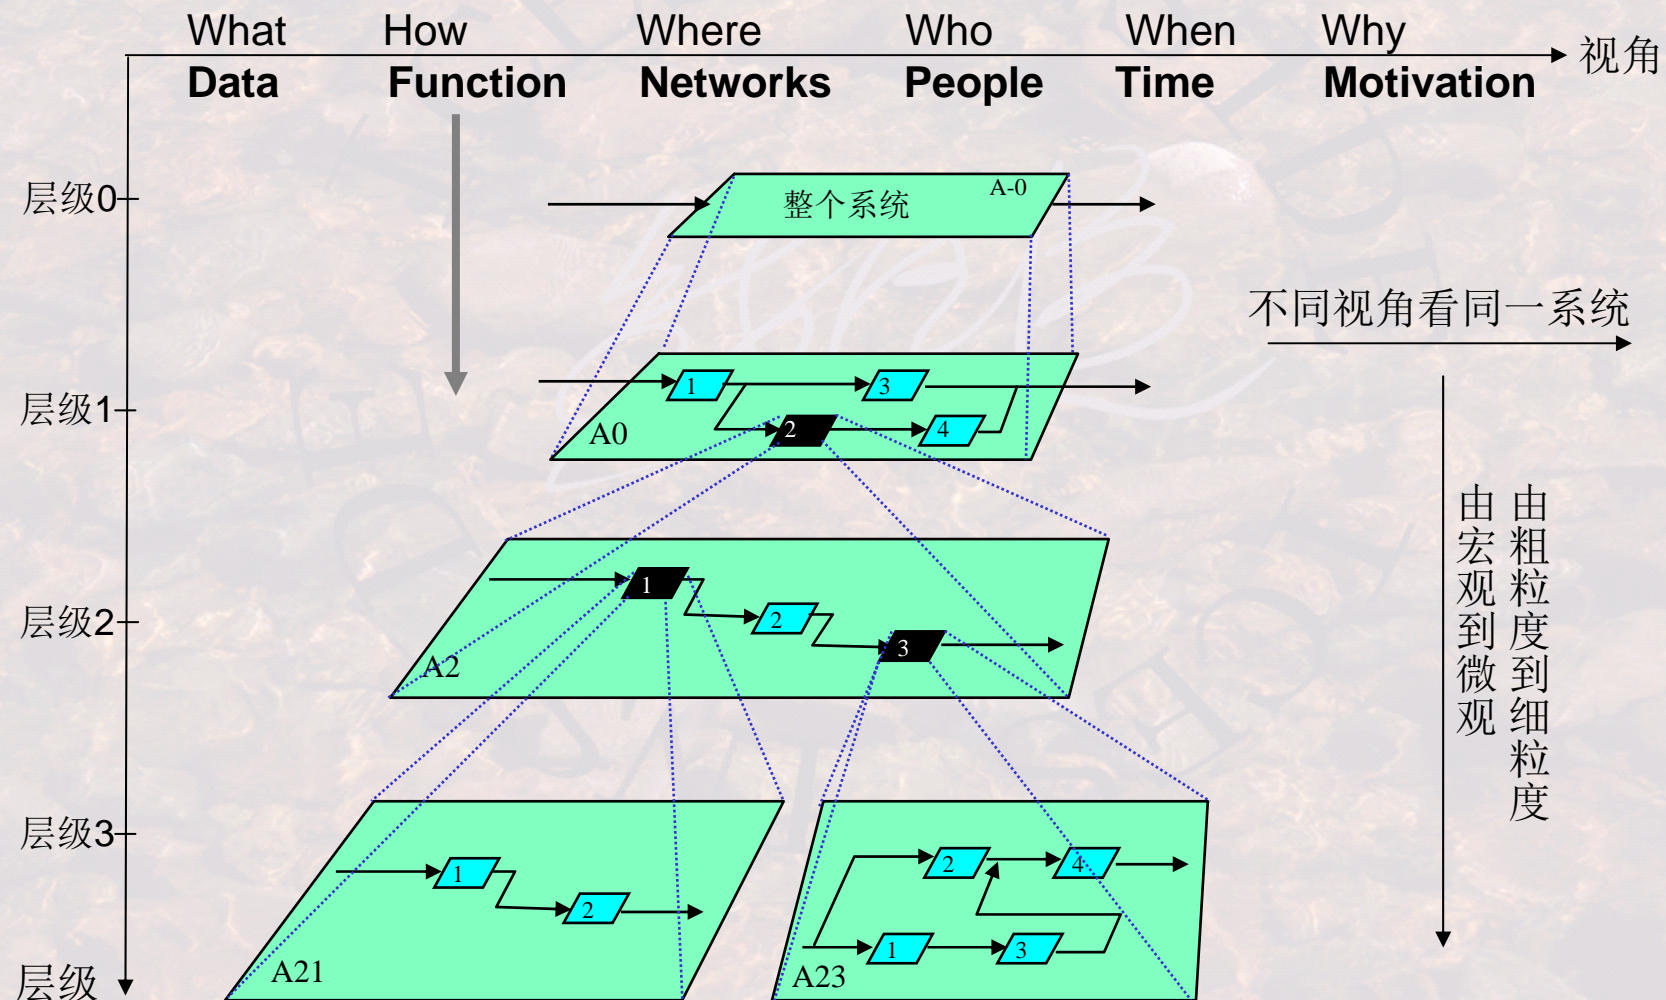 What How Where Who When Why
视角
Data Function Networks People Time Motivation
层级0
整个系统
A-0
不同视角看同一系统
层级1
1
3
2
4
A0
由宏观到微观
由粗粒度到细粒度
层级2
1
2
3
A2
层级3
1
2
A21
2
4
1
3
A23
层级